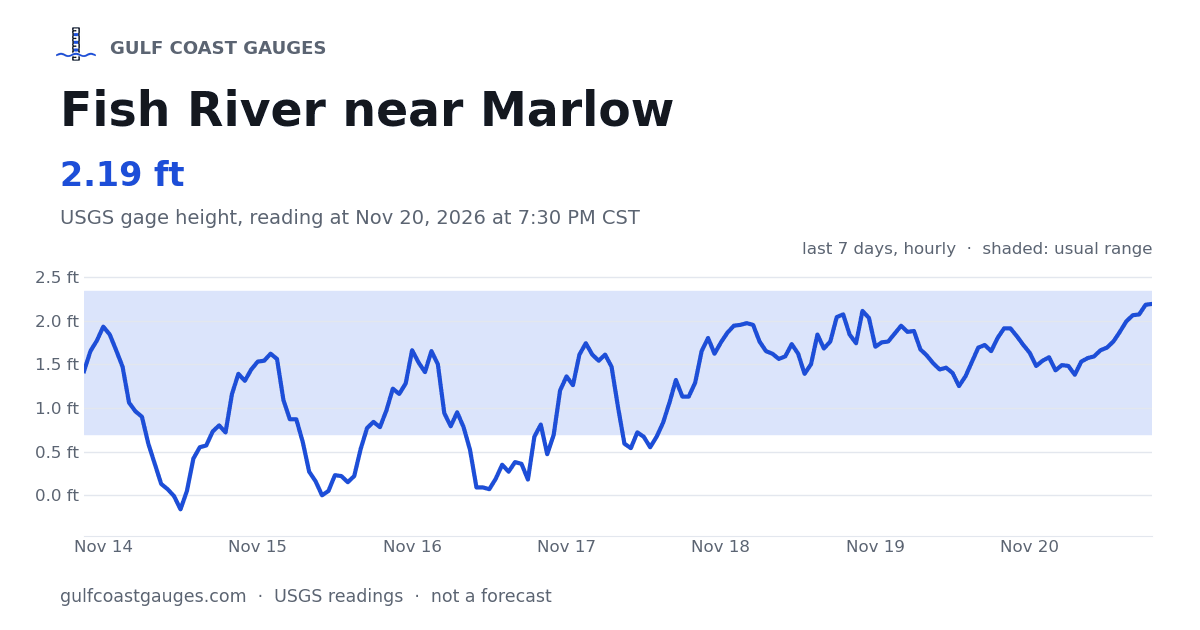 GULF COAST GAUGES
Fish River near Marlow
2.19 ft
USGS gage height, reading at Nov 20, 2026 at 7:30 PM CST
last 7 days, hourly · shaded: usual range
2.5 ft
2.0 ft
1.5 ft
1.0 ft
0.5 ft
0.0 ft
Nov 14 Nov 15 Nov 16 Nov 17 Nov 18 Nov 19 Nov 20
gulfcoastgauges.com · USGS readings · not a forecast